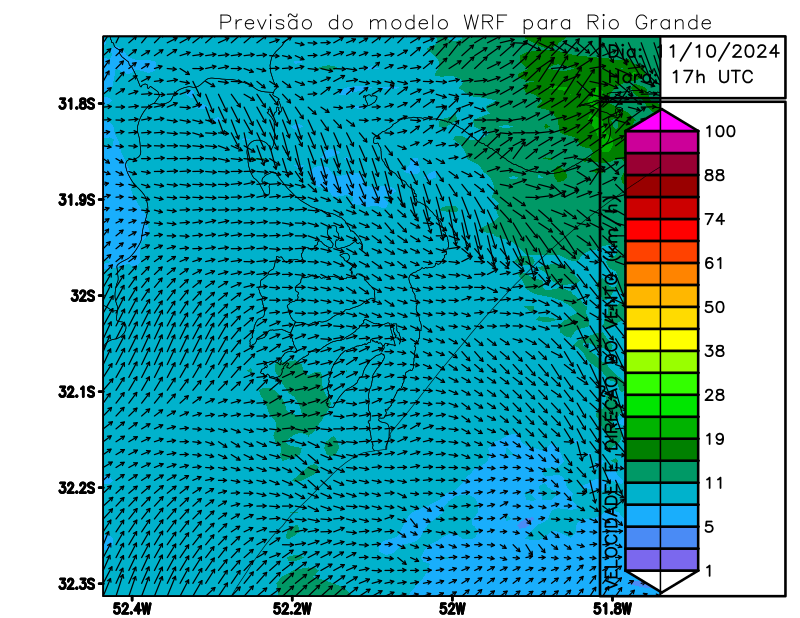 Previsão do modelo WRF para Rio Grande
Dia: 11/10/2024
Hora: 17h UTC
31.8S
31.9S
32S
32.1S
32.2S
32.3S
52.4W
52.2W
52W
51.8W
VELOCIDADE E DIREÇÃO DO VENTO (km/h)
100
88
74
61
50
38
28
19
11
5
1